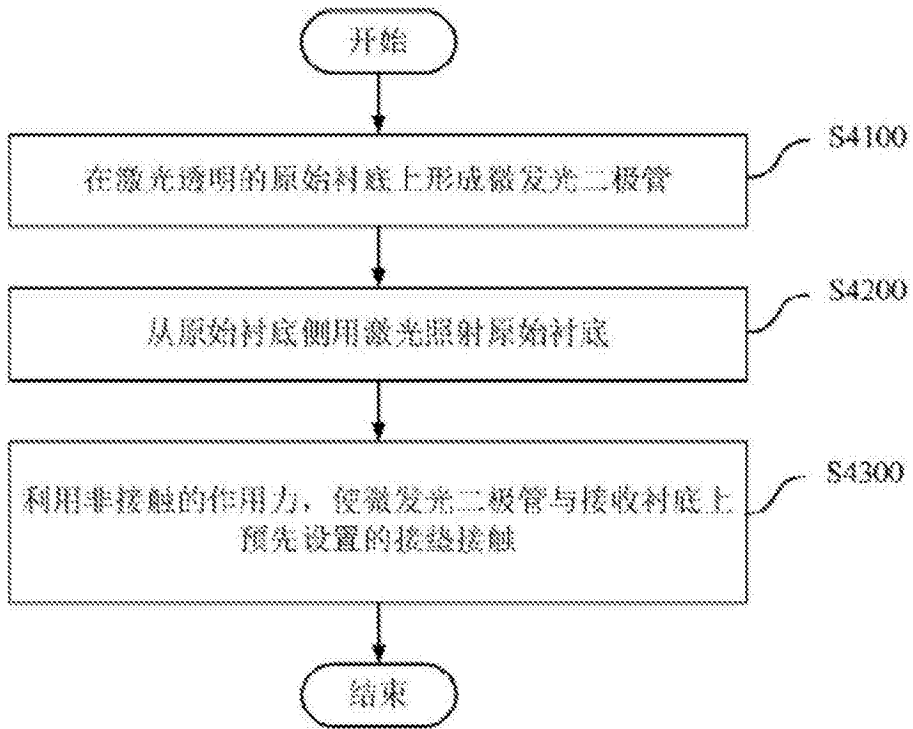 开始
S4100
在激光透明的原始衬底上形成微发光二极管
S4200
从原始衬底侧用激光照射原始衬底
S4300
利用非接触的作用力，使微发光二极管与接收衬底上
预先设置的接垫接触
结束